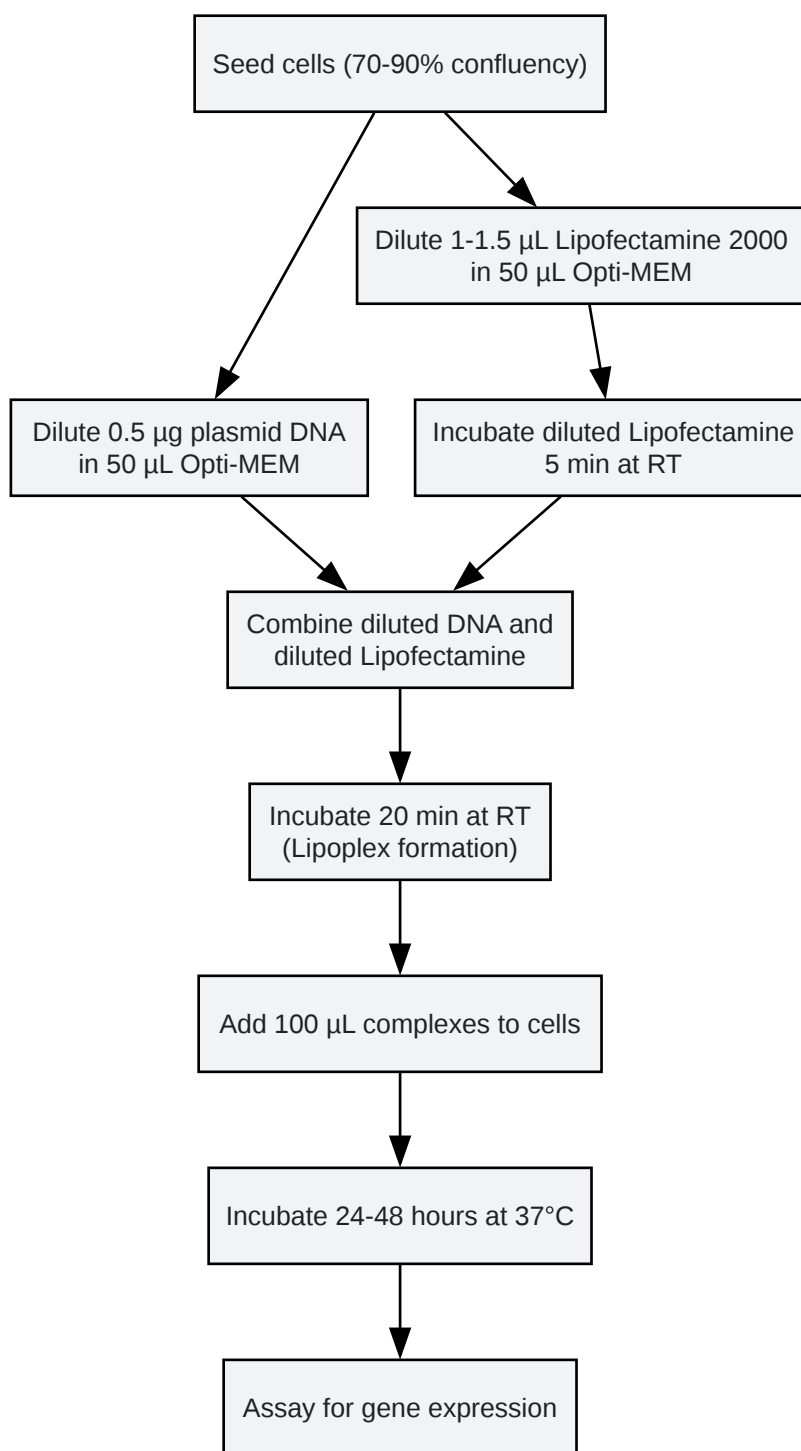 Seed cells (70-90% confluency)
Dilute 1-1.5 µL Lipofectamine 2000
in 50 µL Opti-MEM
Dilute 0.5 µg plasmid DNA
in 50 µL Opti-MEM
Incubate diluted Lipofectamine
5 min at RT
Combine diluted DNA and
diluted Lipofectamine
Incubate 20 min at RT
(Lipoplex formation)
Add 100 µL complexes to cells
Incubate 24-48 hours at 37°C
Assay for gene expression